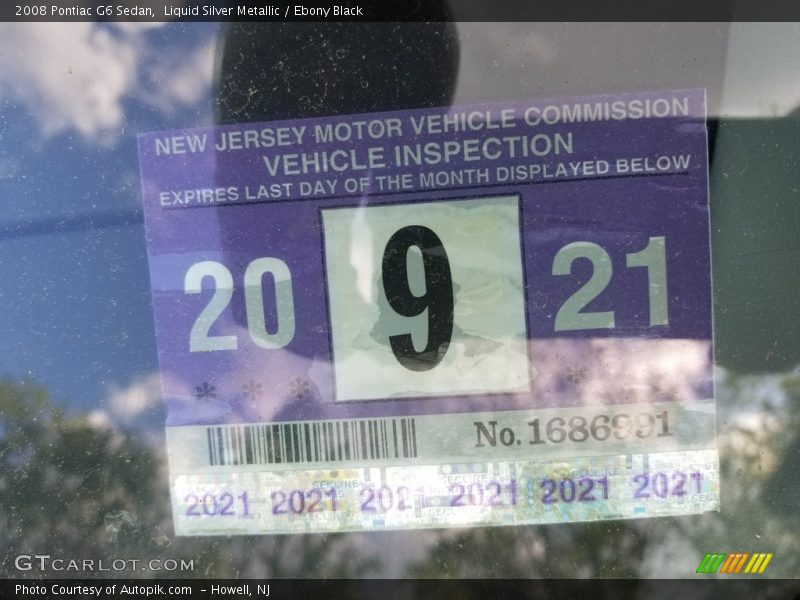 2008 Pontiac G6 Sedan,  Liquid Silver Metallic / Ebony Black
NEW JERSEY MOTOR VEHICLE COMMISSION
VEHICLE INSPECTION
EXPIRES LAST DAY OF THE MONTH DISPLAYED BELOW
20 9 21
* * * *
No. 1686991
2021 2021 2021 2021 2021 2021
GTCARLOT.COM
Photo Courtesy of Autopik.com  - Howell, NJ